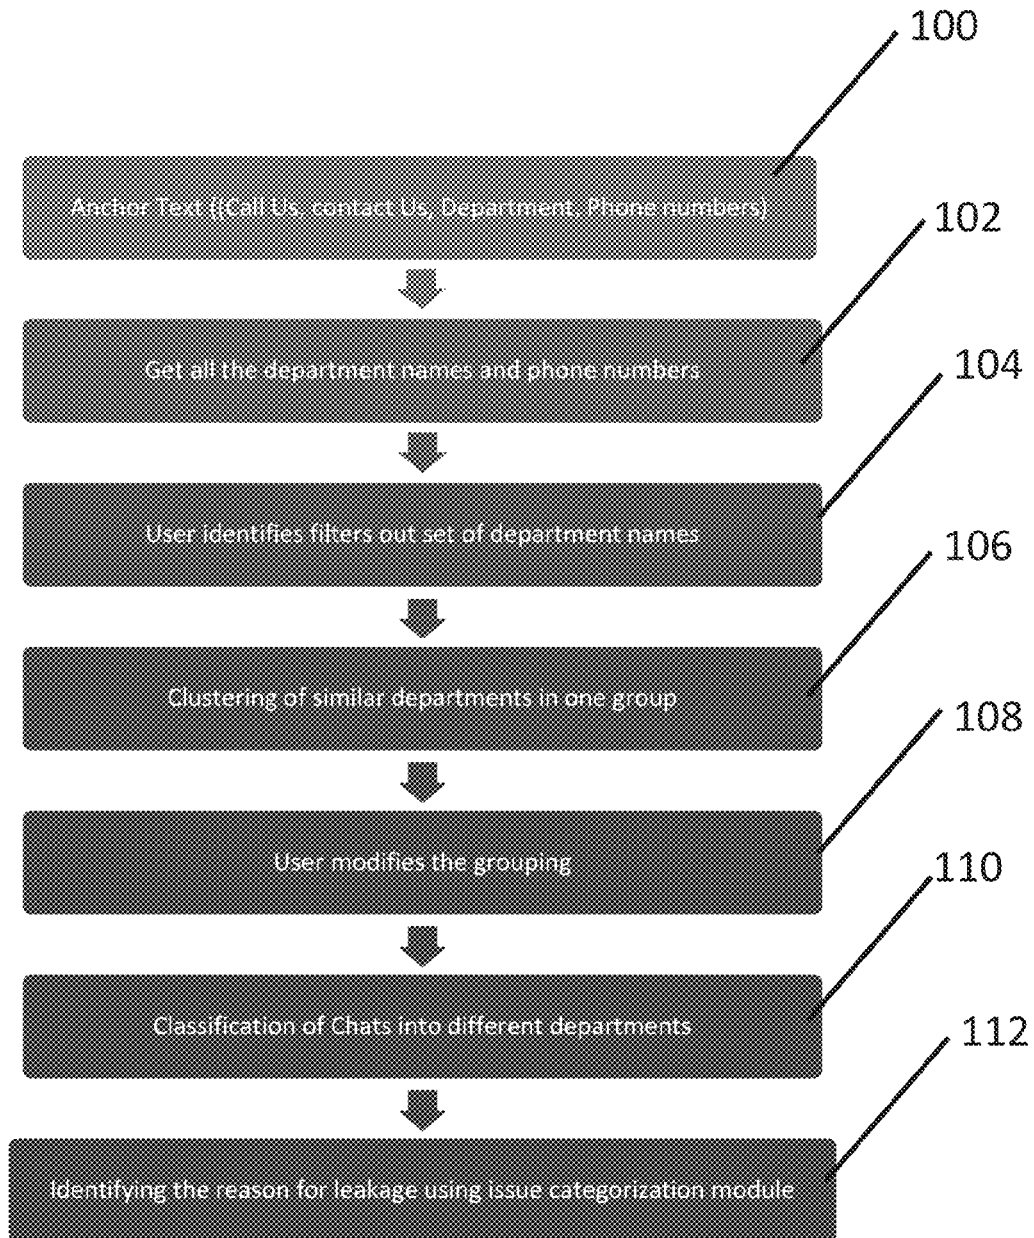 100
Anchor Text ((Call Us, contact Us, Department, Phone numbers)
102
Get all the department names and phone numbers
104
User identifies filters out set of department names
106
Clustering of similar departments in one group
108
User modifies the grouping
110
Classification of Chats into different departments
112
Identifying the reason for leakage using issue categorization module